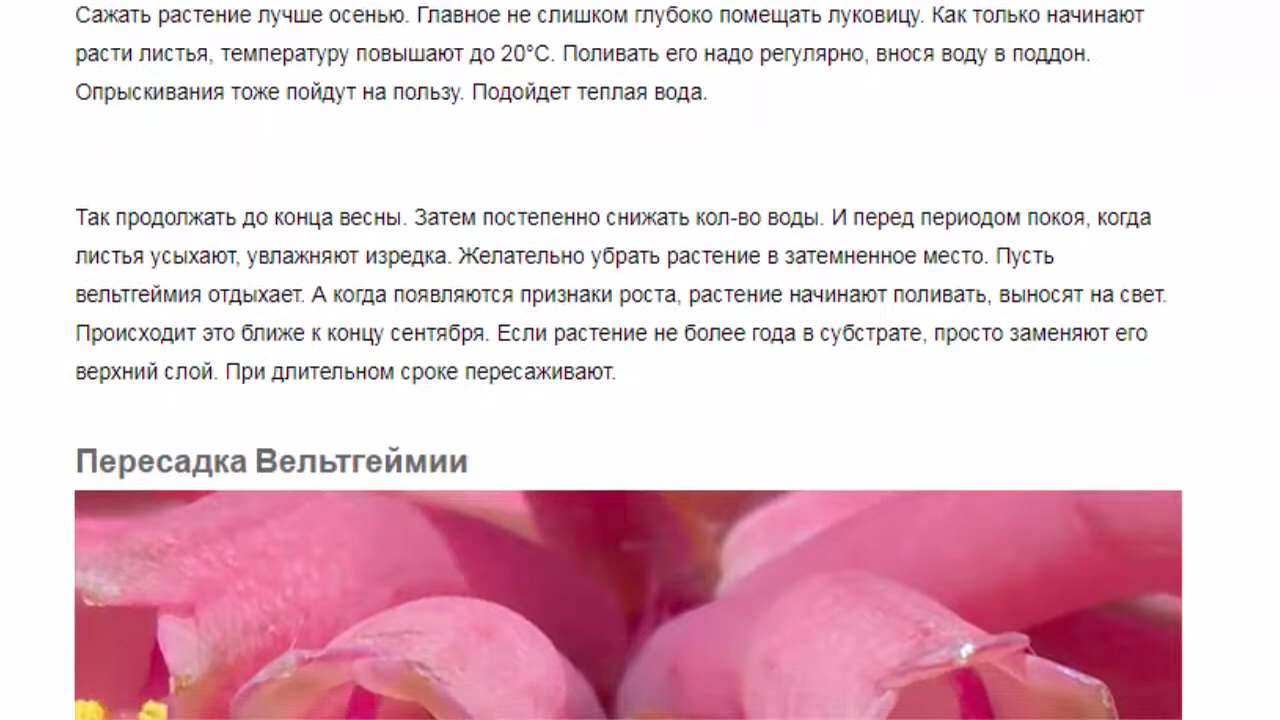 Сажать растение лучше осенью. Главное не слишком глубоко помещать луковицу. Как только начинают
расти листья, температуру повышают до 20°C. Поливать его надо регулярно, внося воду в поддон.
Опрыскивания тоже пойдут на пользу. Подойдет теплая вода.
Так продолжать до конца весны. Затем постепенно снижать кол-во воды. И перед периодом покоя, когда
листья усыхают, увлажняют изредка. Желательно убрать растение в затемненное место. Пусть
вельтгеймия отдыхает. А когда появляются признаки роста, растение начинают поливать, выносят на свет.
Происходит это ближе к концу сентября. Если растение не более года в субстрате, просто заменяют его
верхний слой. При длительном сроке пересаживают.
Пересадка Вельтгеймии